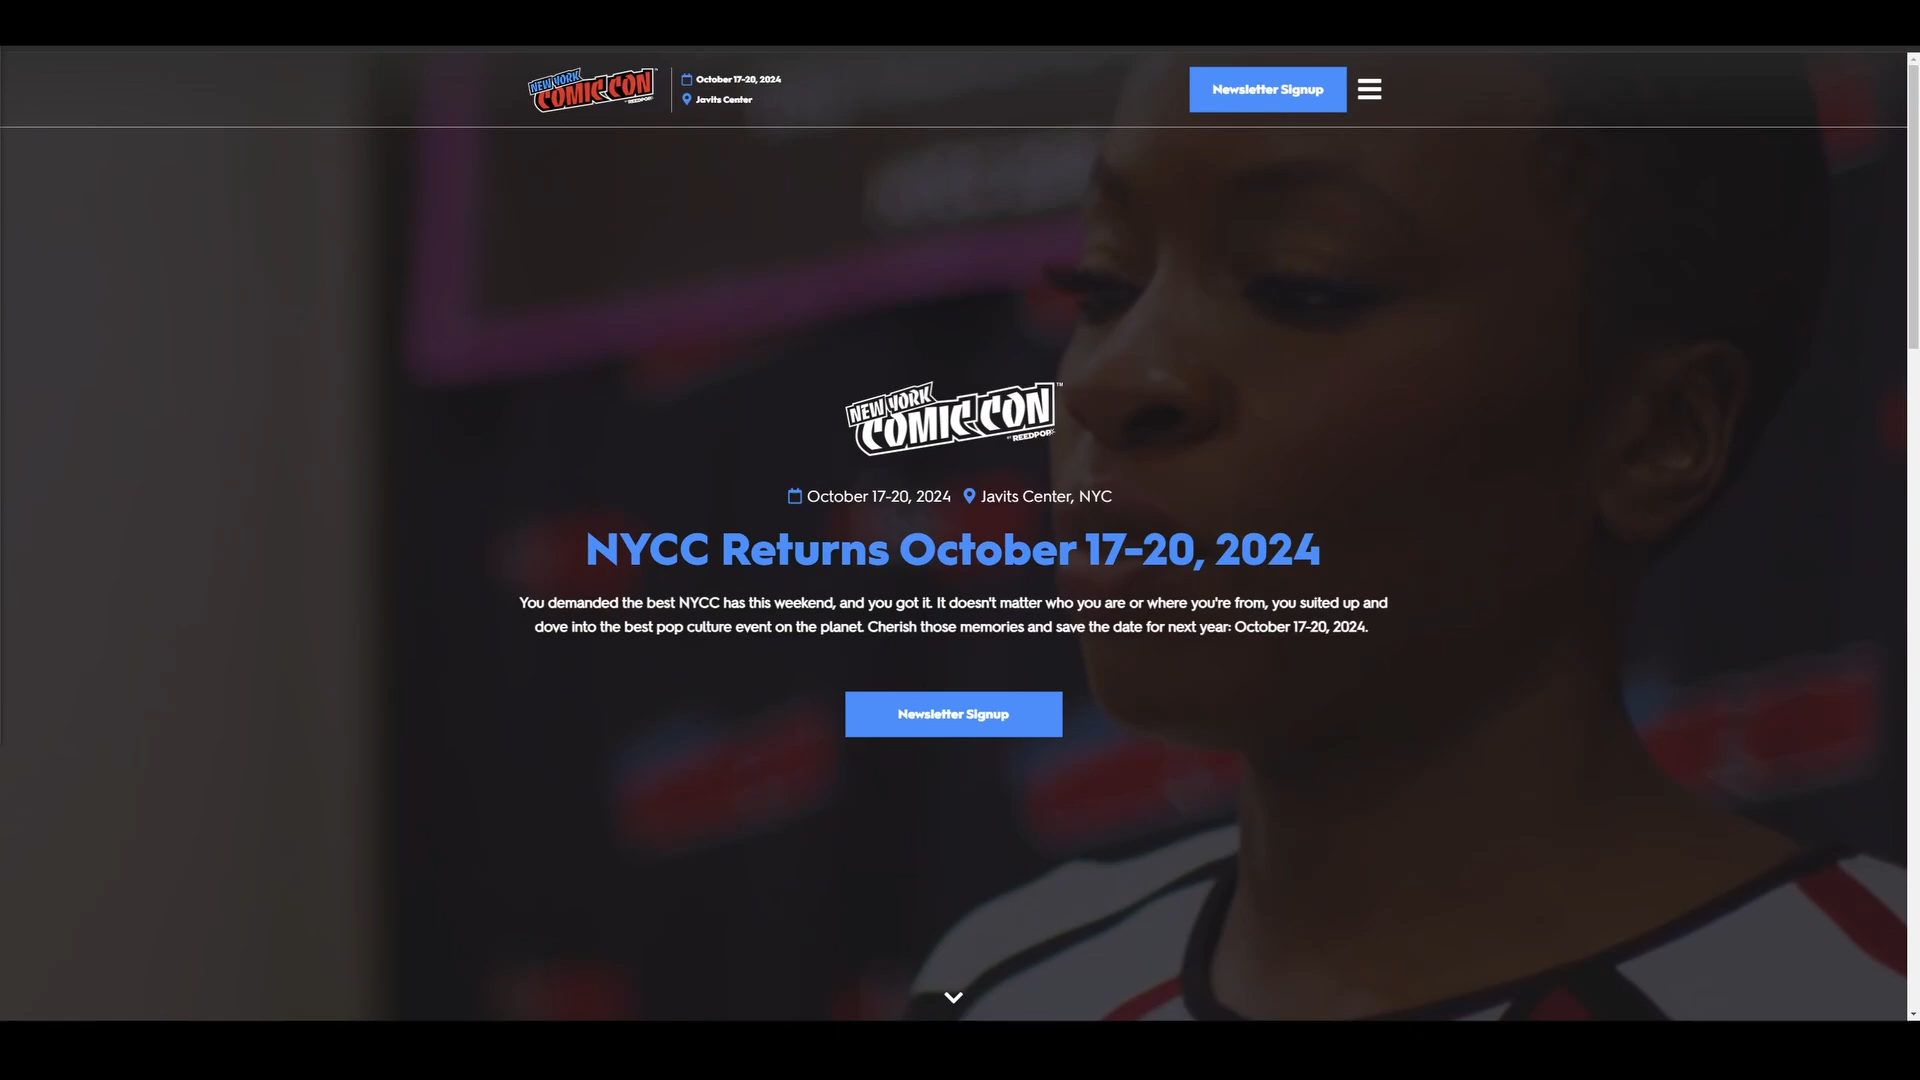 NEW YORK
COMIC CON
BY REEDPOP
October 17-20, 2024
Javits Center
Newsletter Signup
NEW YORK
COMIC CON
TM
BY REEDPOP
October 17-20, 2024 Javits Center, NYC
NYCC Returns October 17-20, 2024
You demanded the best NYCC has this weekend, and you got it. It doesn't matter who you are or where you're from, you suited up and
dove into the best pop culture event on the planet. Cherish those memories and save the date for next year: October 17-20, 2024.
Newsletter Signup